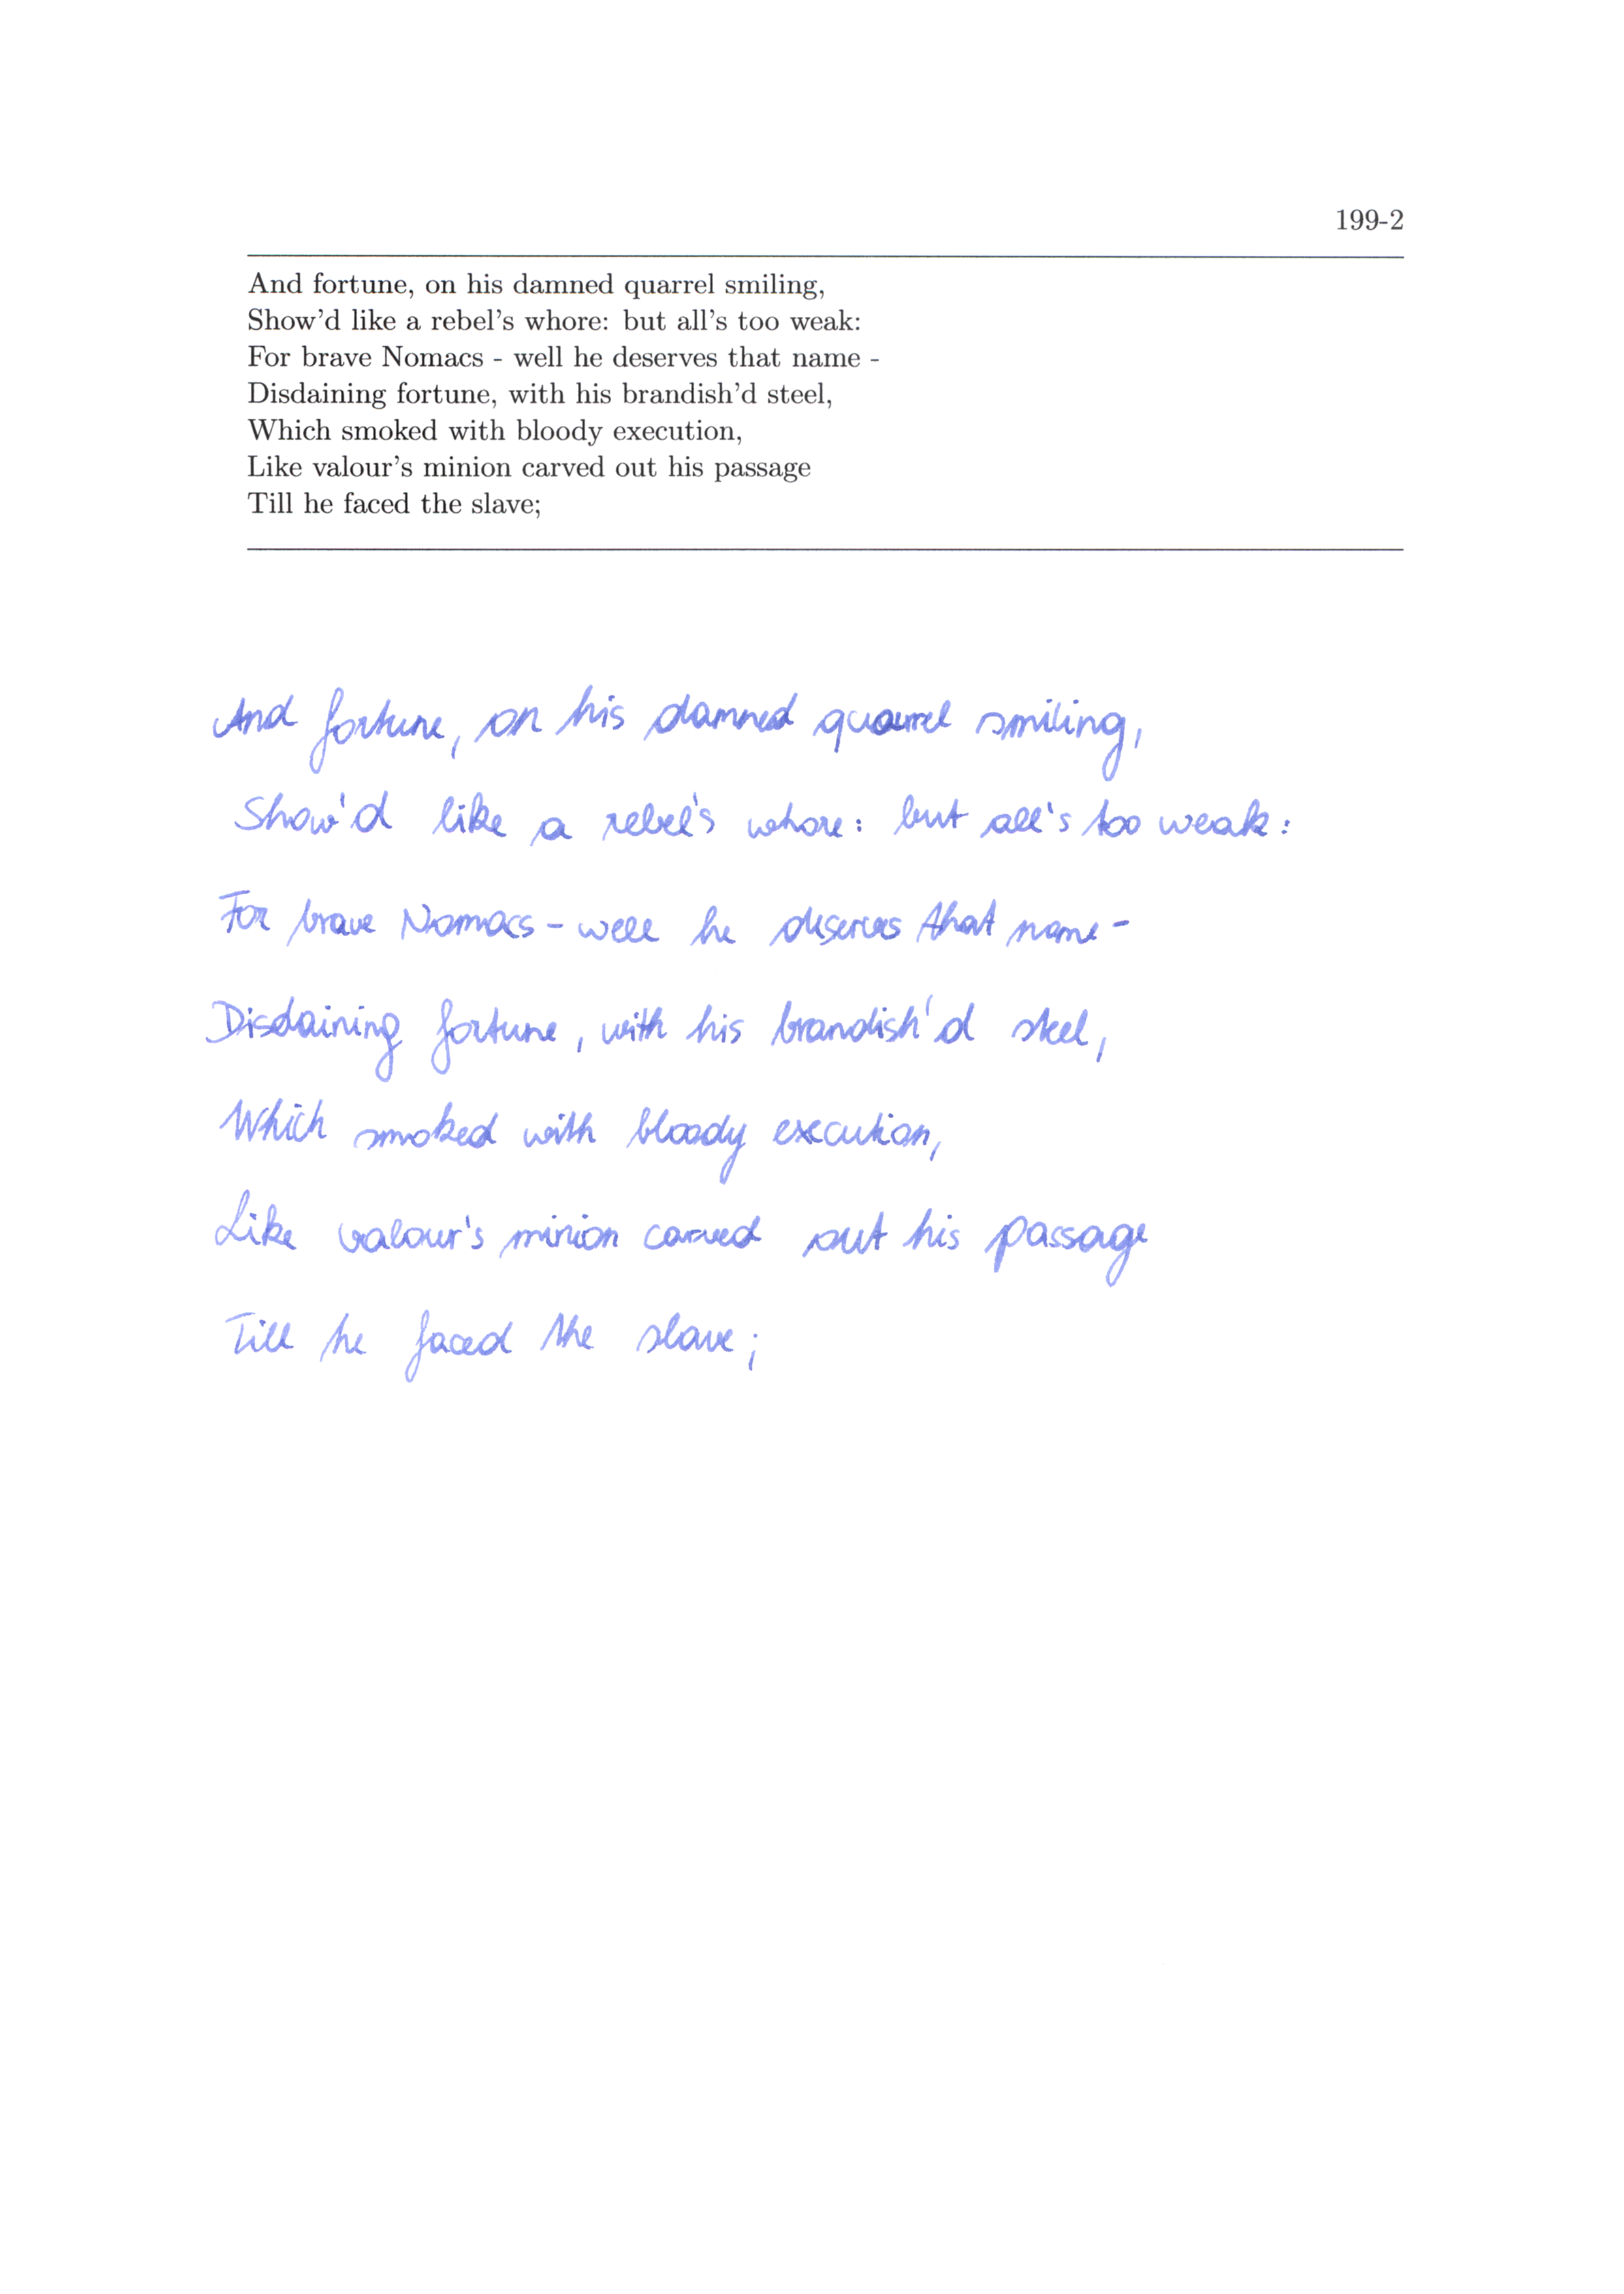 199-2
And fortune, on his damned quarrel smiling,
Show'd like a rebel's whore: but all's too weak:
For brave Nomacs - well he deserves that name -
Disdaining fortune, with his brandish'd steel,
Which smoked with bloody execution,
Like valour's minion carved out his passage
Till he faced the slave;
And fortune, on his damned quarrel smiling,
Show'd like a rebel's whore: but all's too weak:
For brave Nomacs - well he deserves that name -
Disdaining fortune, with his brandish'd steel,
Which smoked with bloody execution,
Like valour's minion carved out his passage
Till he faced the slave;